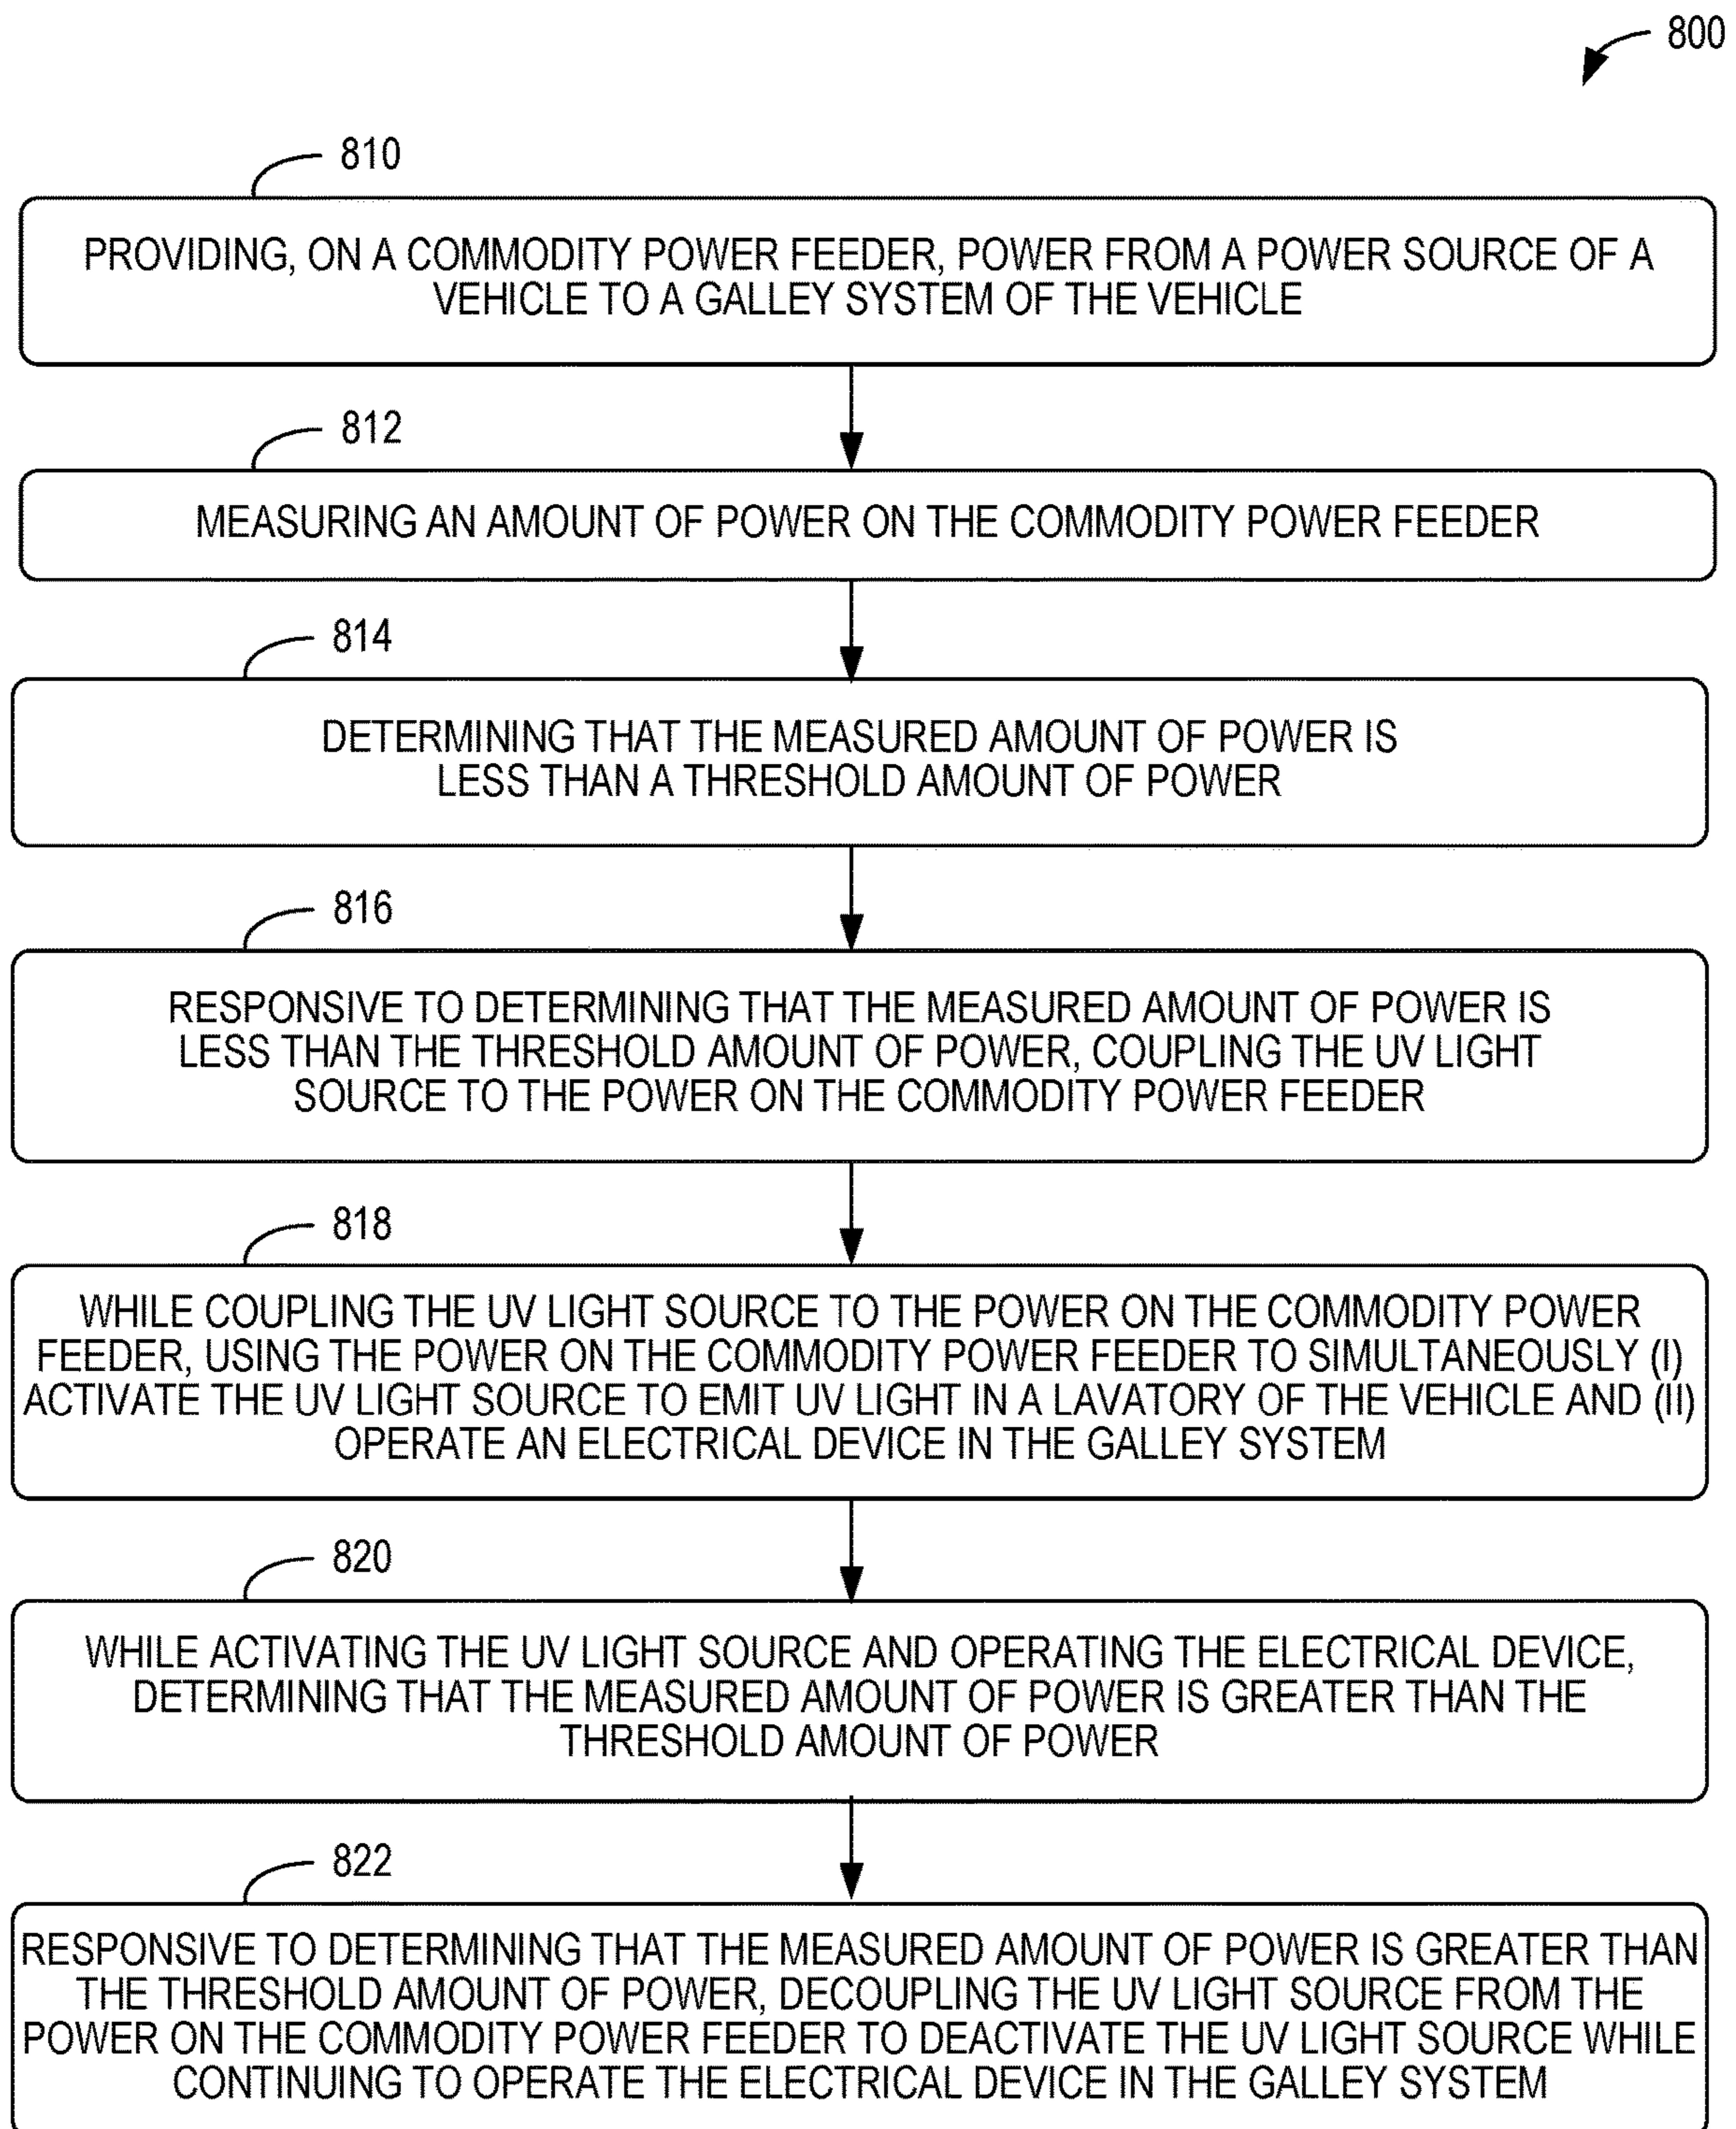 800
810
PROVIDING, ON A COMMODITY POWER FEEDER, POWER FROM A POWER SOURCE OF A
VEHICLE TO A GALLEY SYSTEM OF THE VEHICLE
812
MEASURING AN AMOUNT OF POWER ON THE COMMODITY POWER FEEDER
814
DETERMINING THAT THE MEASURED AMOUNT OF POWER IS
LESS THAN A THRESHOLD AMOUNT OF POWER
816
RESPONSIVE TO DETERMINING THAT THE MEASURED AMOUNT OF POWER IS
LESS THAN THE THRESHOLD AMOUNT OF POWER, COUPLING THE UV LIGHT
SOURCE TO THE POWER ON THE COMMODITY POWER FEEDER
818
WHILE COUPLING THE UV LIGHT SOURCE TO THE POWER ON THE COMMODITY POWER
FEEDER, USING THE POWER ON THE COMMODITY POWER FEEDER TO SIMULTANEOUSLY (I)
ACTIVATE THE UV LIGHT SOURCE TO EMIT UV LIGHT IN A LAVATORY OF THE VEHICLE AND (II)
OPERATE AN ELECTRICAL DEVICE IN THE GALLEY SYSTEM
820
WHILE ACTIVATING THE UV LIGHT SOURCE AND OPERATING THE ELECTRICAL DEVICE,
DETERMINING THAT THE MEASURED AMOUNT OF POWER IS GREATER THAN THE
THRESHOLD AMOUNT OF POWER
822
RESPONSIVE TO DETERMINING THAT THE MEASURED AMOUNT OF POWER IS GREATER THAN
THE THRESHOLD AMOUNT OF POWER, DECOUPLING THE UV LIGHT SOURCE FROM THE
POWER ON THE COMMODITY POWER FEEDER TO DEACTIVATE THE UV LIGHT SOURCE WHILE
CONTINUING TO OPERATE THE ELECTRICAL DEVICE IN THE GALLEY SYSTEM